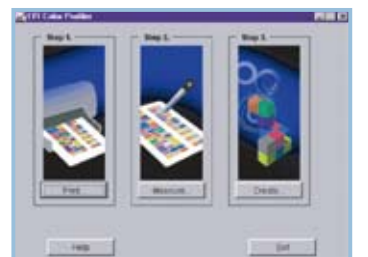 EFI Color Profiler
Step 1. Step 2. Step 3.
Print Measure Create
Help Exit